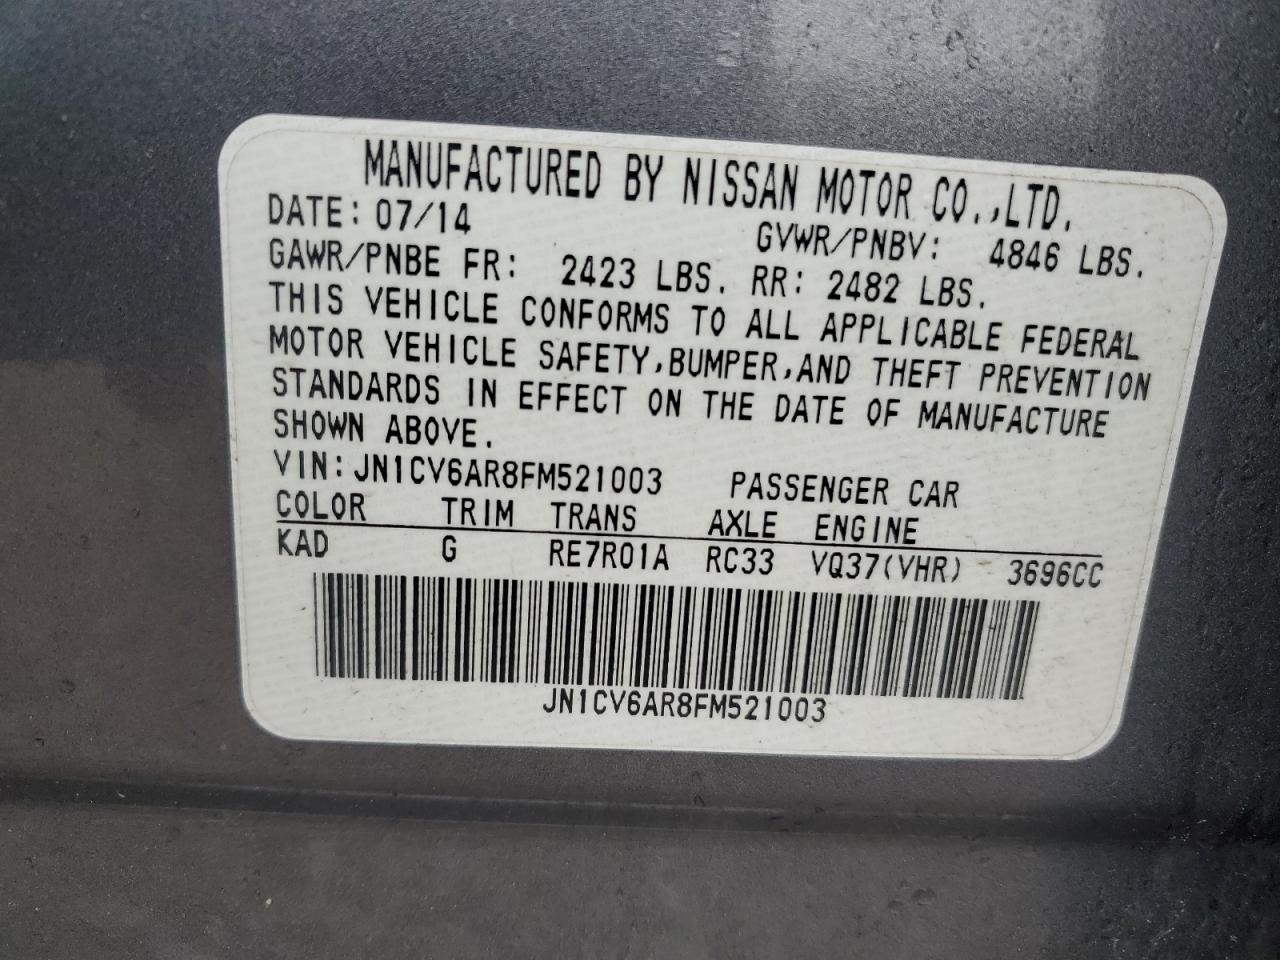 MANUFACTURED BY NISSAN MOTOR CO.,LTD.
DATE: 07/14 GVWR/PNBV: 4846 LBS.
GAWR/PNBE FR: 2423 LBS. RR: 2482 LBS.
THIS VEHICLE CONFORMS TO ALL APPLICABLE FEDERAL
MOTOR VEHICLE SAFETY,BUMPER,AND THEFT PREVENTION
STANDARDS IN EFFECT ON THE DATE OF MANUFACTURE
SHOWN ABOVE.
VIN:JN1CV6AR8FM521003 PASSENGER CAR
COLOR TRIM TRANS AXLE ENGINE
KAD G RE7R01A RC33 VQ37(VHR) 3696CC
JN1CV6AR8FM521003